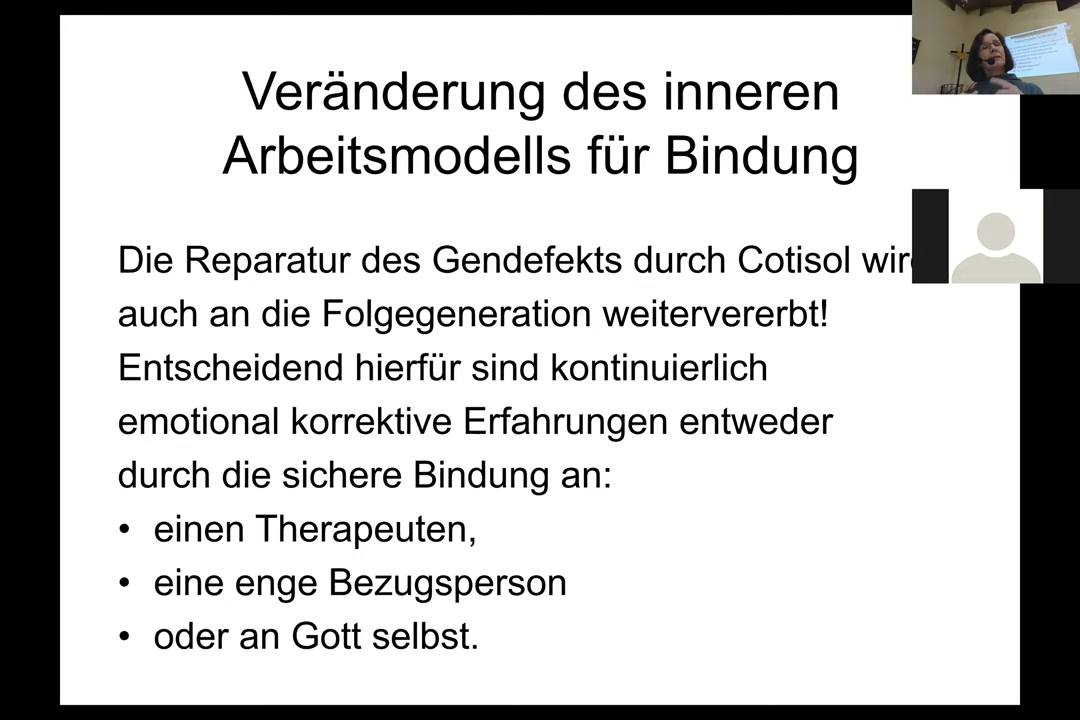 Veränderung des inneren
Arbeitsmodells für Bindung
Die Reparatur des Gendefekts durch Cotisol
auch an die Folgegeneration weitervererbt!
Entscheidend hierfür sind kontinuierlich
emotional korrektive Erfahrungen entweder
durch die sichere Bindung an:
• einen Therapeuten,
• eine enge Bezugsperson
• oder an Gott selbst.